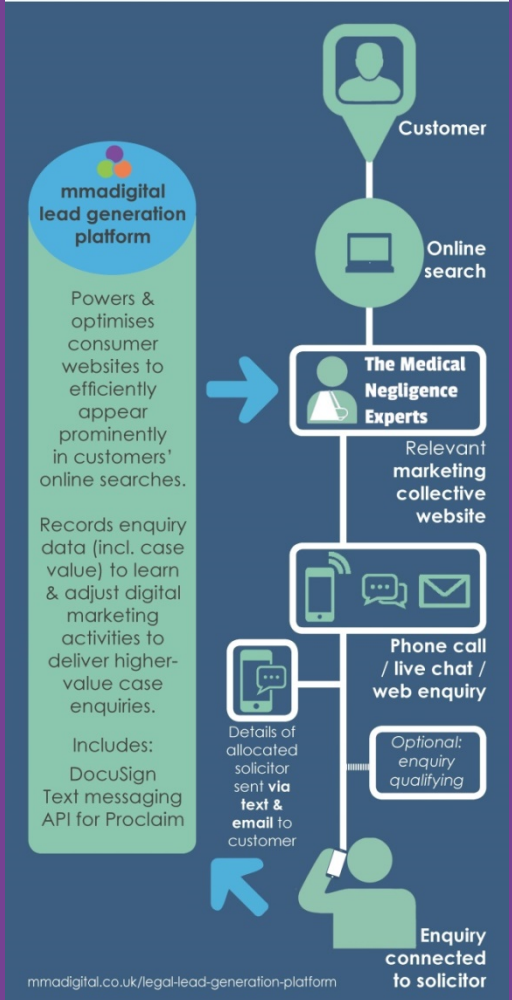 Customer
Online
search
mmadigital
lead generation
platform
Powers &
optimises
consumer
websites to
efficiently
appear
prominently
in customers'
online searches.
Records enquiry
data (incl. case
value) to learn
& adjust digital
marketing
activities to
deliver higher-
value case
enquiries.
Includes:
DocuSign
Text messaging
API for Proclaim
The Medical
Negligence
Experts
Relevant
marketing
collective
website
Phone call
/ live chat /
web enquiry
Details of
allocated
solicitor
sent via
text &
email to
customer
Optional:
enquiry
qualifying
Enquiry
connected
to solicitor
mmadigital.co.uk/legal-lead-generation-platform